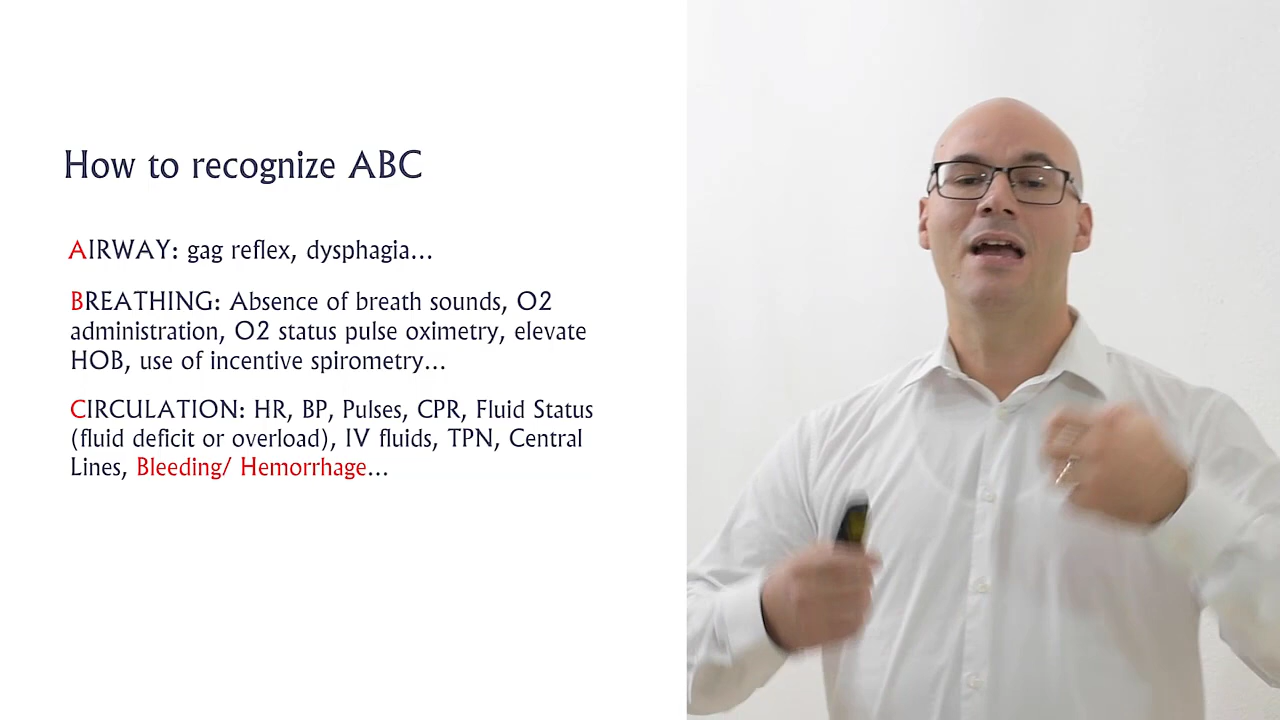 How to recognize ABC
AIRWAY: gag reflex, dysphagia...
BREATHING: Absence of breath sounds, O2
administration, O2 status pulse oximetry, elevate
HOB, use of incentive spirometry...
CIRCULATION: HR, BP, Pulses, CPR, Fluid Status
(fluid deficit or overload), IV fluids, TPN, Central
Lines, Bleeding/ Hemorrhage...